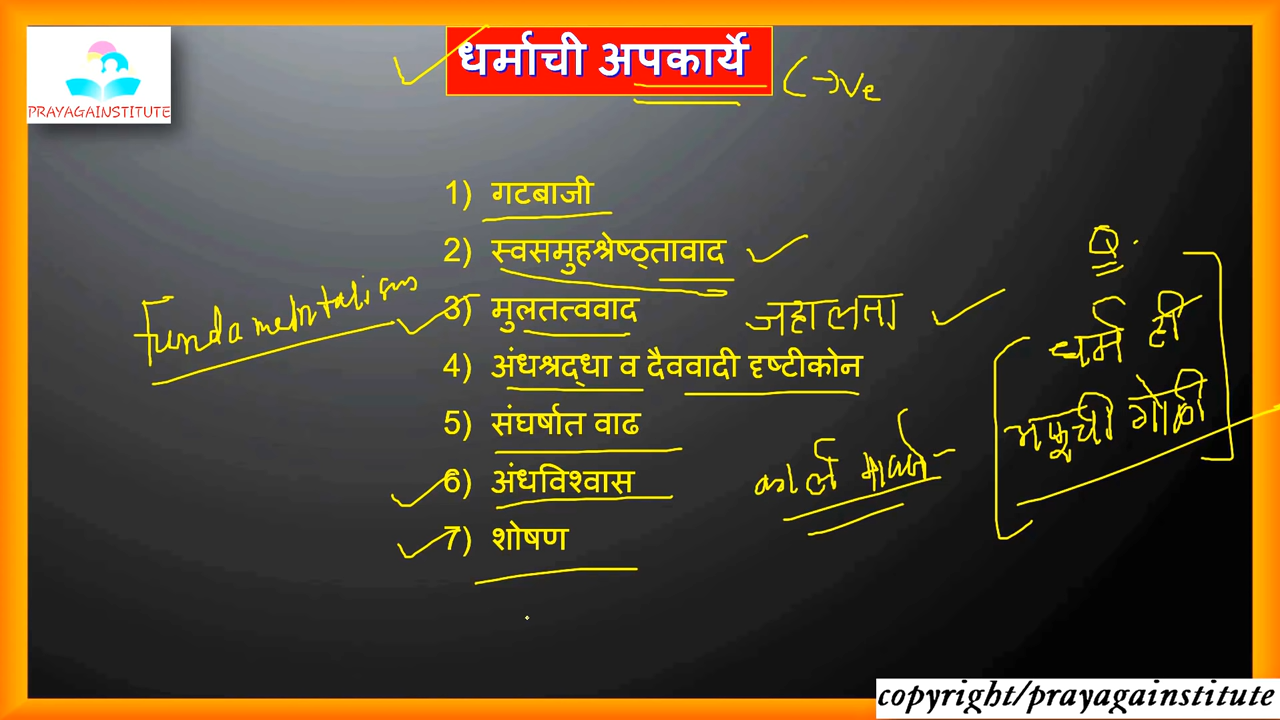 धर्माची अपकार्ये
(-)ve
PRAYAGAINSTITUTE
1) गटबाजी
2) स्वसमुहश्रेष्ठ्तावाद
Q.
Fundamentalism
3) मुलतत्ववाद
जहालता
धर्म ही
4) अंधश्रद्धा व दैववादी दृष्टीकोन
अफूची गोळी
5) संघर्षात वाढ
कार्ल मार्क्स -
6) अंधविश्वास
7) शोषण
copyright/prayagainstitute